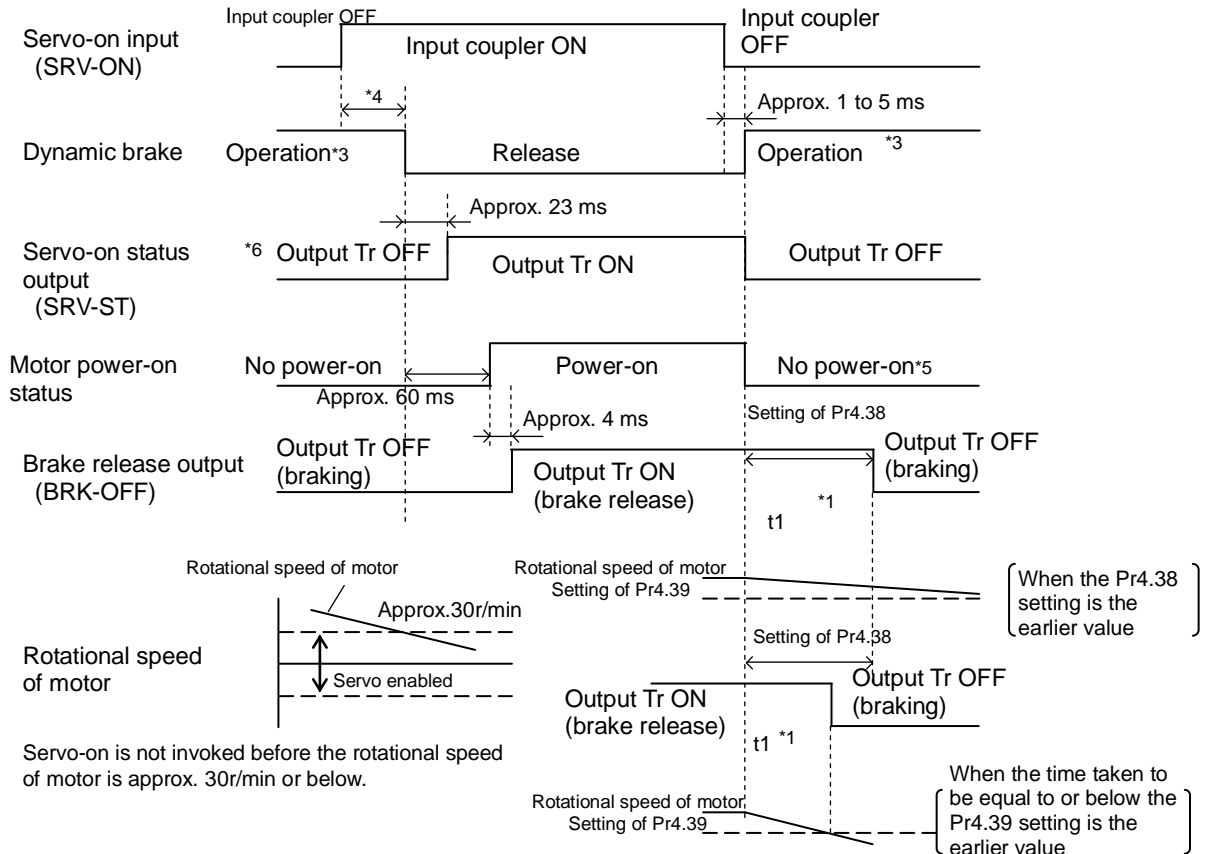 Input coupler OFF
Input coupler
OFF
Servo-on input
(SRV-ON)
Input coupler ON
*4
Approx. 1 to 5 ms
Dynamic brake
Operation*3
Release
Operation *3
Approx. 23 ms
Servo-on status
output
(SRV-ST)
*6 Output Tr OFF
Output Tr ON
Output Tr OFF
Motor power-on
status
No power-on
Power-on
No power-on*5
Approx. 60 ms
Approx. 4 ms
Setting of Pr4.38
Brake release output
(BRK-OFF)
Output Tr OFF
(braking)
Output Tr ON
(brake release)
Output Tr OFF
(braking)
t1 *1
Rotational speed of motor
Approx.30r/min
Rotational speed
of motor
Servo enabled
Servo-on is not invoked before the rotational speed
of motor is approx. 30r/min or below.
Rotational speed of motor
Setting of Pr4.39
When the Pr4.38
setting is the
earlier value
Setting of Pr4.38
Output Tr ON
(brake release)
Output Tr OFF
(braking)
t1 *1
Rotational speed of motor
Setting of Pr4.39
When the time taken to
be equal to or below the
Pr4.39 setting is the
earlier value